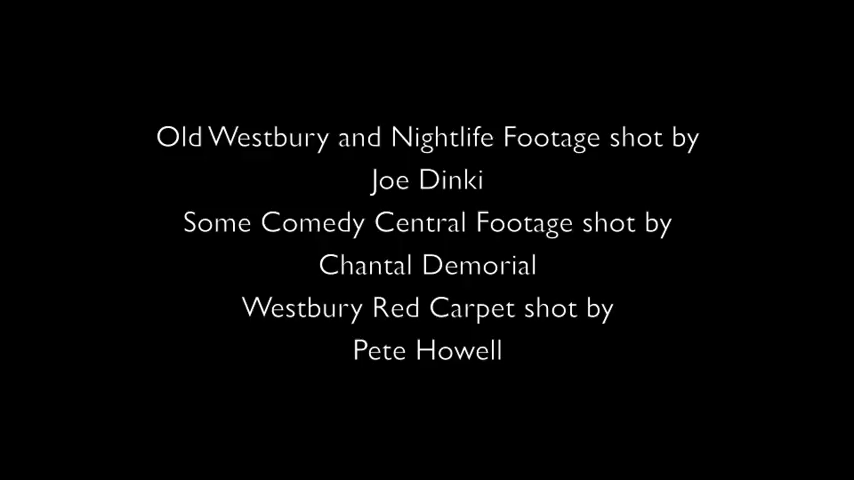 Old Westbury and Nightlife Footage shot by
Joe Dinki
Some Comedy Central Footage shot by
Chantal Demorial
Westbury Red Carpet shot by
Pete Howell